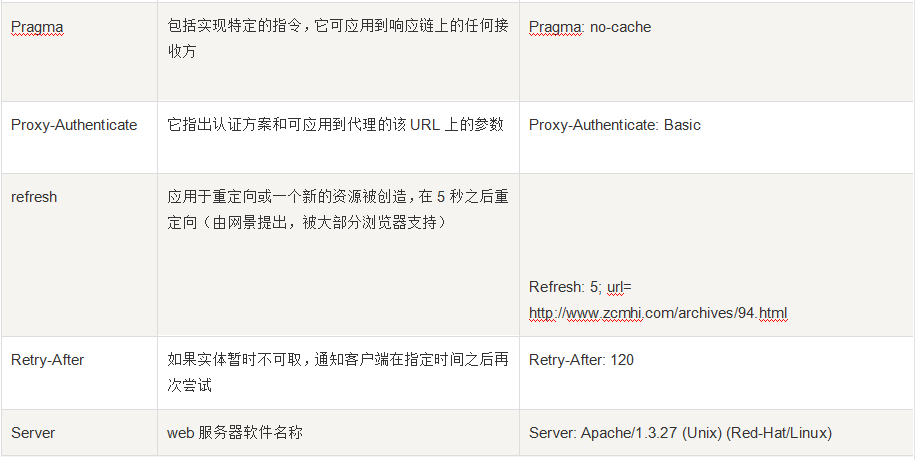 Pragma
包括实现特定的指令，它可应用到响应链上的任何接
收方
Pragma: no-cache
Proxy-Authenticate
它指出认证方案和可应用到代理的该 URL 上的参数
Proxy-Authenticate: Basic
refresh
应用于重定向或一个新的资源被创造，在 5 秒之后重
定向（由网景提出，被大部分浏览器支持）
Refresh: 5; url=
http://www.zcmhi.com/archives/94.html
Retry-After
如果实体暂时不可取，通知客户端在指定时间之后再
次尝试
Retry-After: 120
Server
web 服务器软件名称
Server: Apache/1.3.27 (Unix) (Red-Hat/Linux)